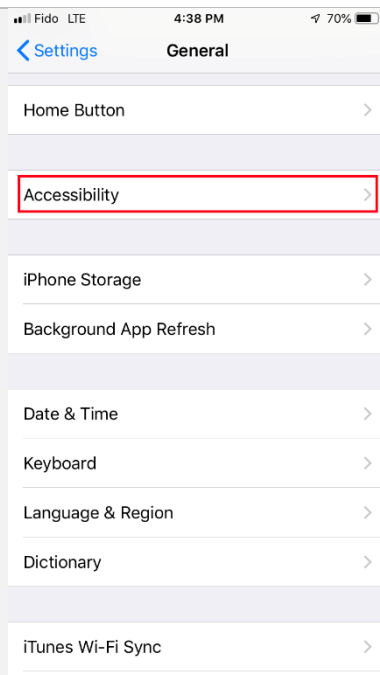 Fido LTE 4:38 PM 70%
Settings General
Home Button
Accessibility
iPhone Storage
Background App Refresh
Date & Time
Keyboard
Language & Region
Dictionary
iTunes Wi-Fi Sync